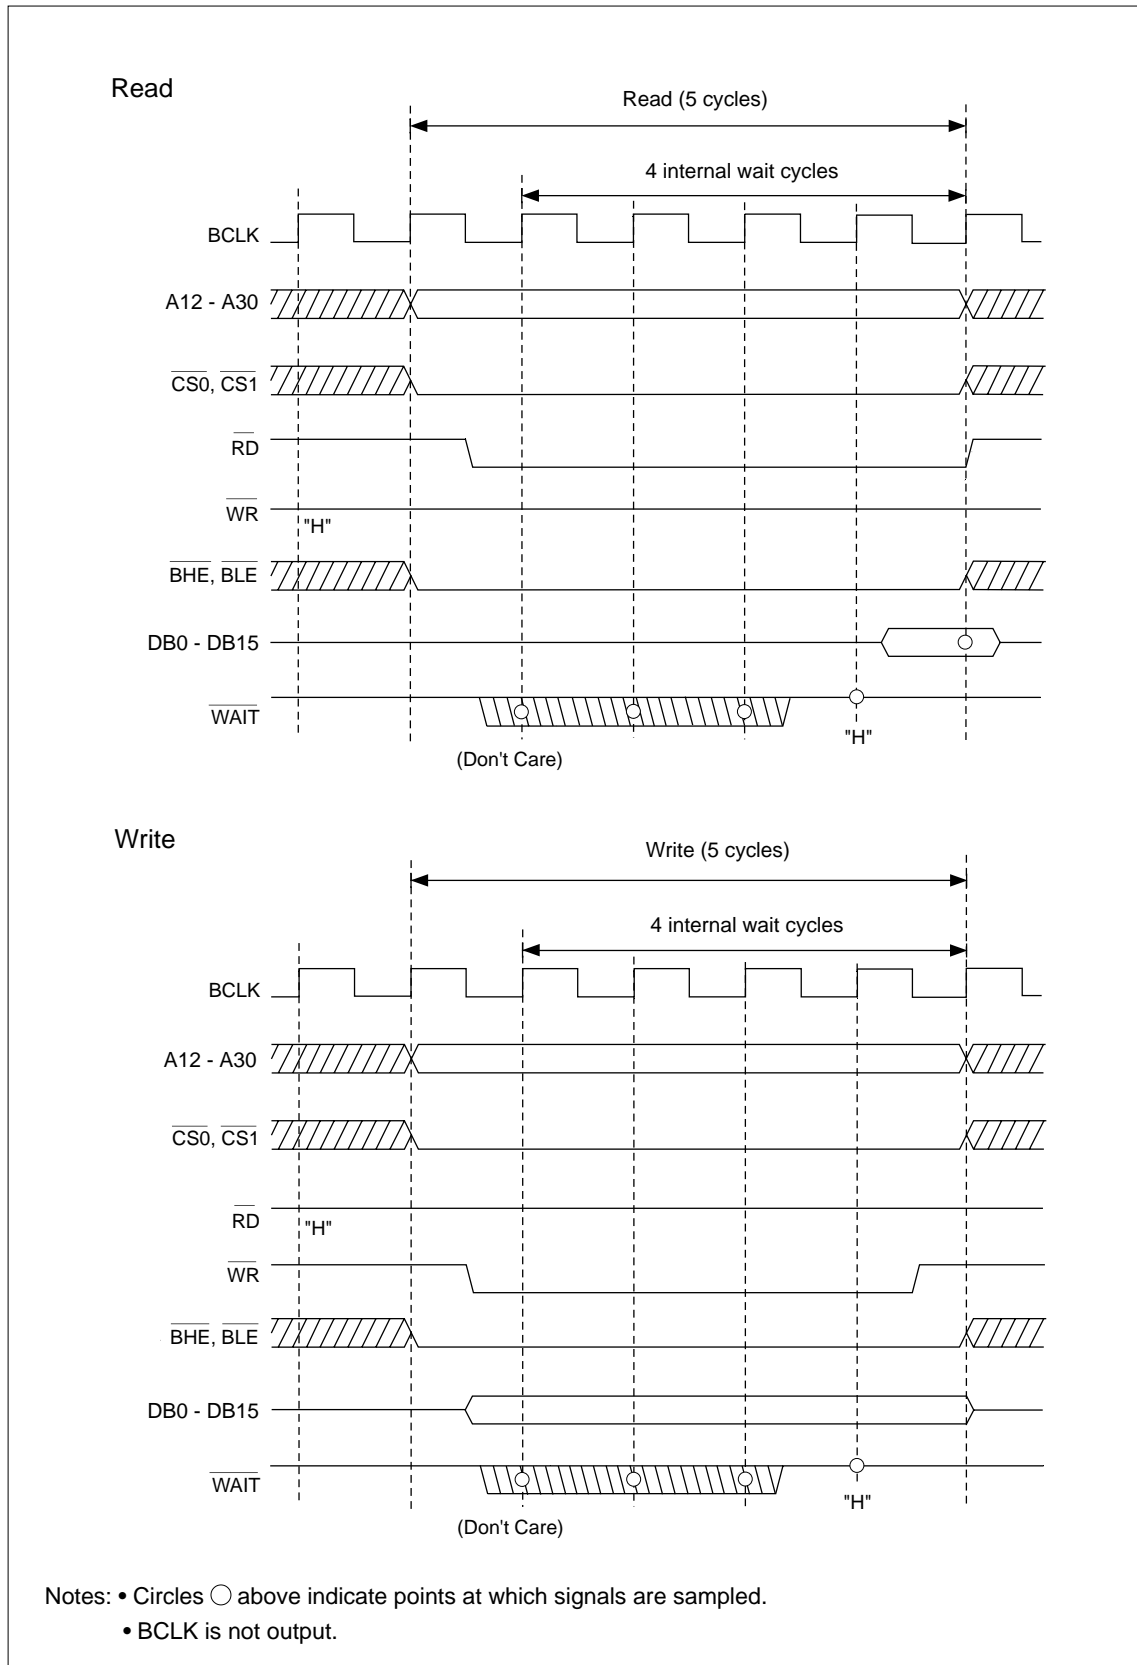 Read
Read (5 cycles)
4 internal wait cycles
BCLK
A12 - A30
CS0, CS1
RD
WR
"H"
BHE, BLE
DB0 - DB15
WAIT
"H"
(Don't Care)
Write
Write (5 cycles)
4 internal wait cycles
BCLK
A12 - A30
CS0, CS1
RD
"H"
WR
BHE, BLE
DB0 - DB15
WAIT
"H"
(Don't Care)
Notes: • Circles ○ above indicate points at which signals are sampled.
• BCLK is not output.